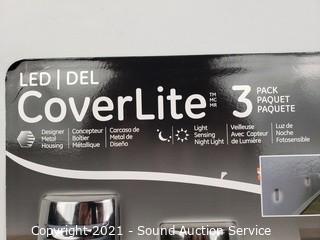 LED | DEL
CoverLite TM MC MR 3 PACK PAQUET PAQUETE
Designer Metal Housing
Concepteur Boîtier Métallique
Carcasa de Metal de Diseño
Light Sensing Night Light
Veilleuse Avec Capteur de Lumière
Luz de Noche Fotosensible
Copyright-2021 - Sound Auction Service